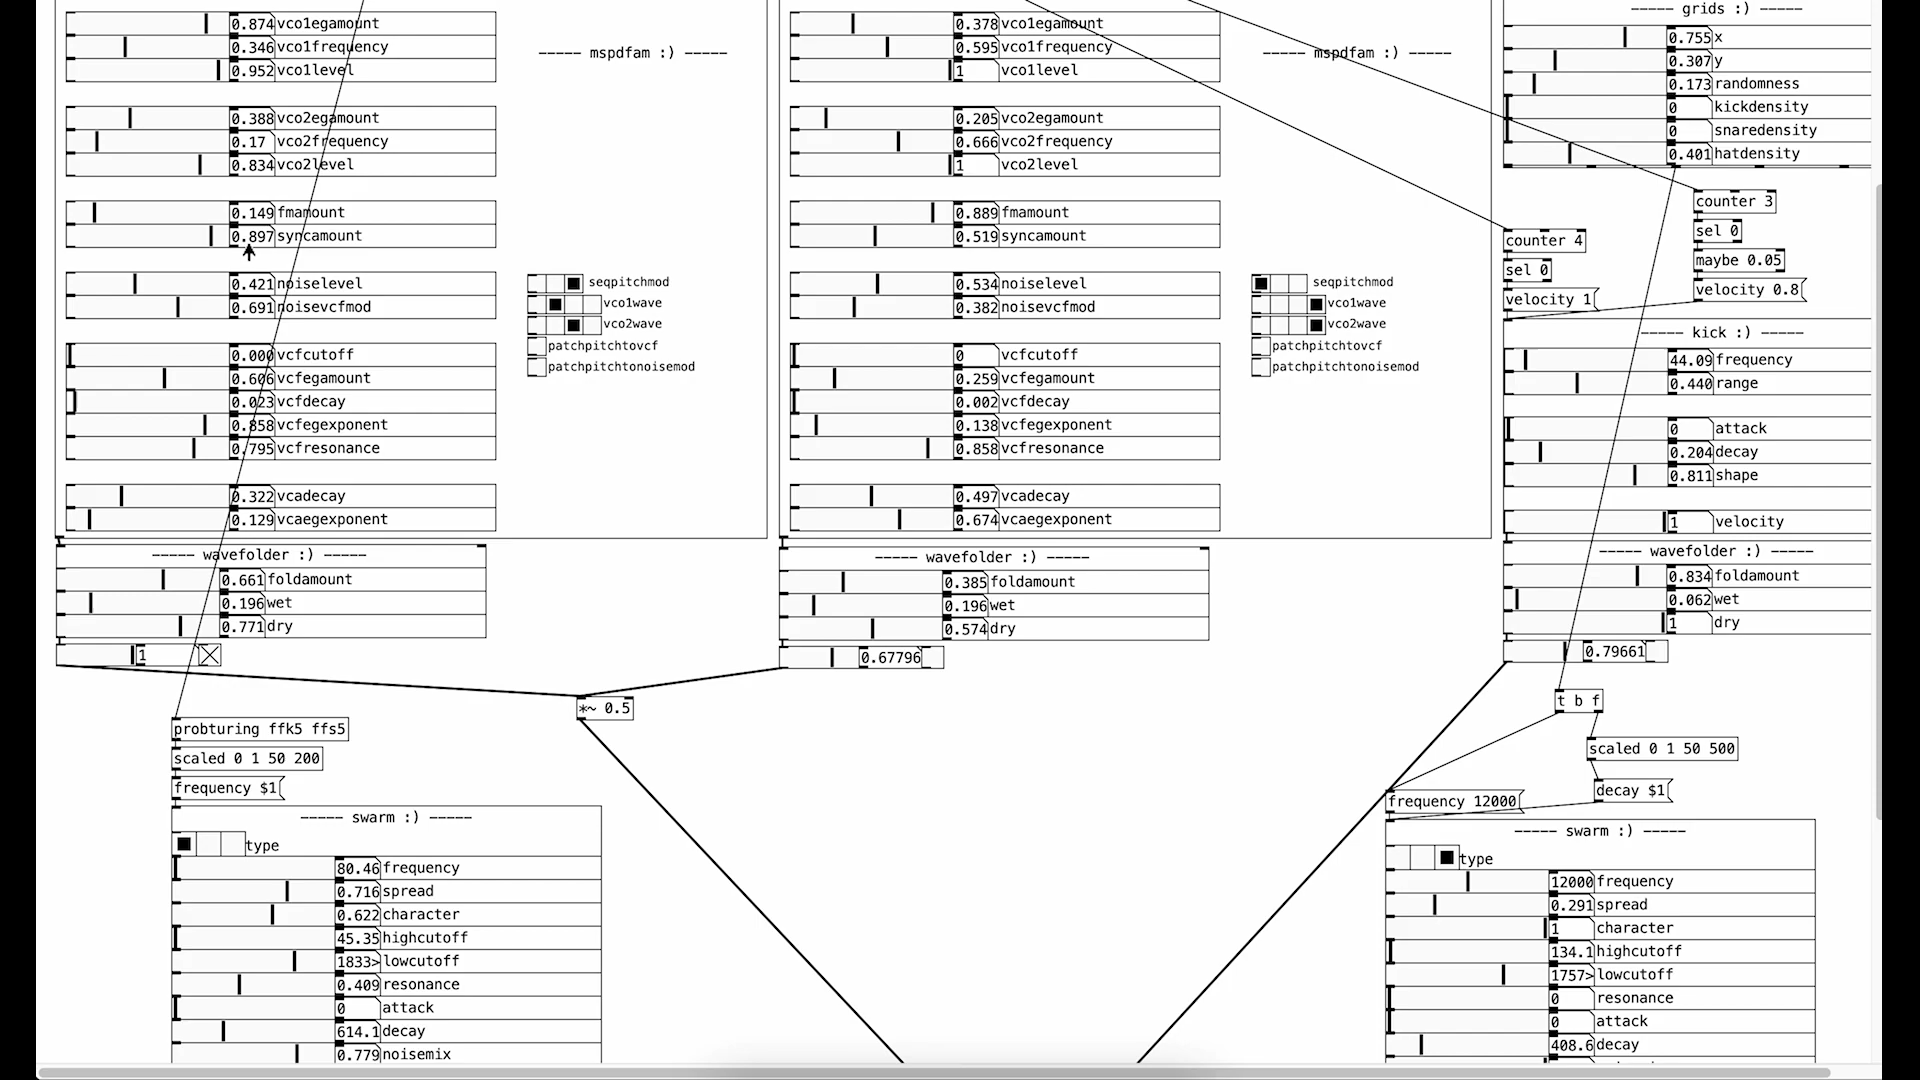 0.874 vco1egamount
0.346 vco1frequency
0.952 vco1level
----- mspdfam :) -----
0.388 vco2egamount
0.17 vco2frequency
0.834 vco2level
0.149 fmamount
0.897 syncamount
0.421 noiselevel
0.691 noisevcfmod
seqpitchmod
vco1wave
vco2wave
patchpitchtovcf
patchpitchtonoisemod
0.000 vcfcutoff
0.606 vcfegamount
0.023 vcfdecay
0.858 vcfegexponent
0.795 vcfresonance
0.322 vcadecay
0.129 vcaegexponent
----- wavefolder :) -----
0.661 foldamount
0.196 wet
0.771 dry
1
0.378 vco1egamount
0.595 vco1frequency
1 vco1level
----- mspdfam :) -----
0.205 vco2egamount
0.666 vco2frequency
1 vco2level
0.889 fmamount
0.519 syncamount
0.534 noiselevel
0.382 noisevcfmod
seqpitchmod
vco1wave
vco2wave
patchpitchtovcf
patchpitchtonoisemod
0 vcfcutoff
0.259 vcfegamount
0.002 vcfdecay
0.138 vcfegexponent
0.858 vcfresonance
0.497 vcadecay
0.674 vcaegexponent
----- wavefolder :) -----
0.385 foldamount
0.196 wet
0.574 dry
0.67796
*~ 0.5
probturing ffk5 ffs5
scaled 0 1 50 200
frequency $1
----- swarm :) -----
type
80.46 frequency
0.716 spread
0.622 character
45.35 highcutoff
1833> lowcutoff
0.409 resonance
0 attack
614.1 decay
0.779 noisemix
----- grids :) -----
0.755 x
0.307 y
0.173 randomness
0 kickdensity
0 snaredensity
0.401 hatdensity
counter 3
sel 0
maybe 0.05
velocity 0.8
counter 4
sel 0
velocity 1
----- kick :) -----
44.09 frequency
0.440 range
0 attack
0.204 decay
0.811 shape
1 velocity
----- wavefolder :) -----
0.834 foldamount
0.062 wet
1 dry
0.79661
t b f
scaled 0 1 50 500
decay $1
frequency 12000
----- swarm :) -----
type
12000 frequency
0.291 spread
1 character
134.1 highcutoff
1757> lowcutoff
0 resonance
0 attack
408.6 decay